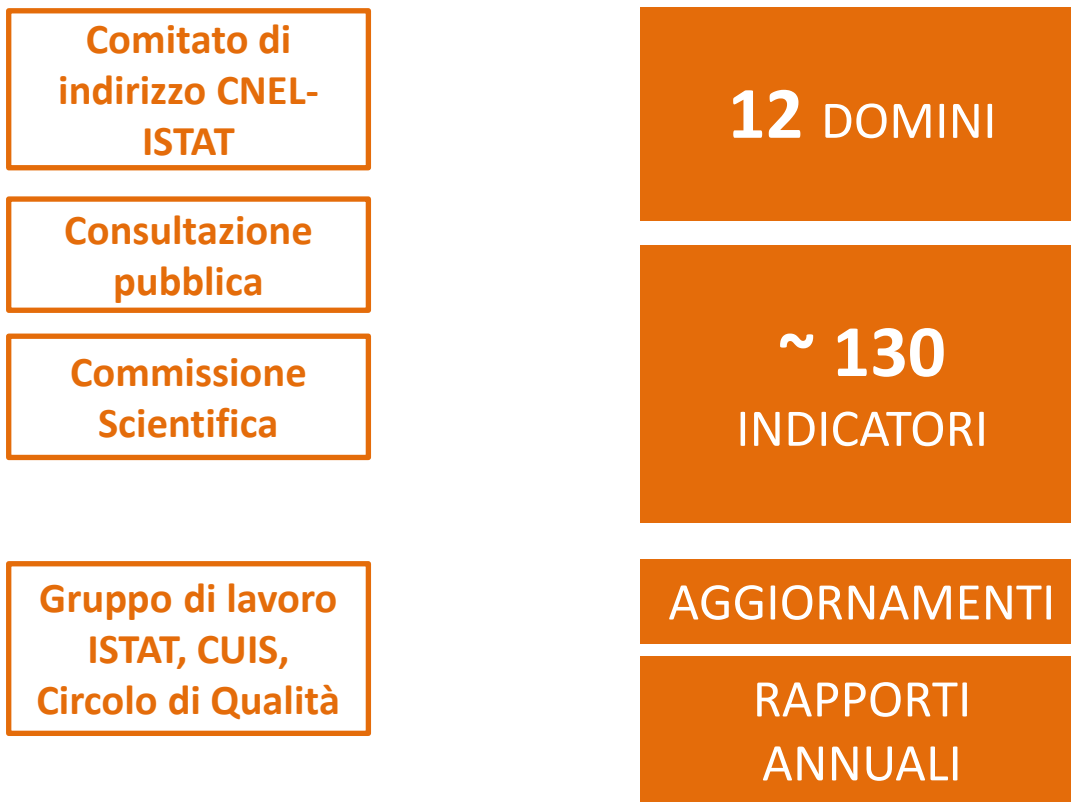 Comitato di
indirizzo CNEL-
ISTAT
Consultazione
pubblica
Commissione
Scientifica
Gruppo di lavoro
ISTAT, CUIS,
Circolo di Qualità
12 DOMINI
~ 130
INDICATORI
AGGIORNAMENTI
RAPPORTI
ANNUALI